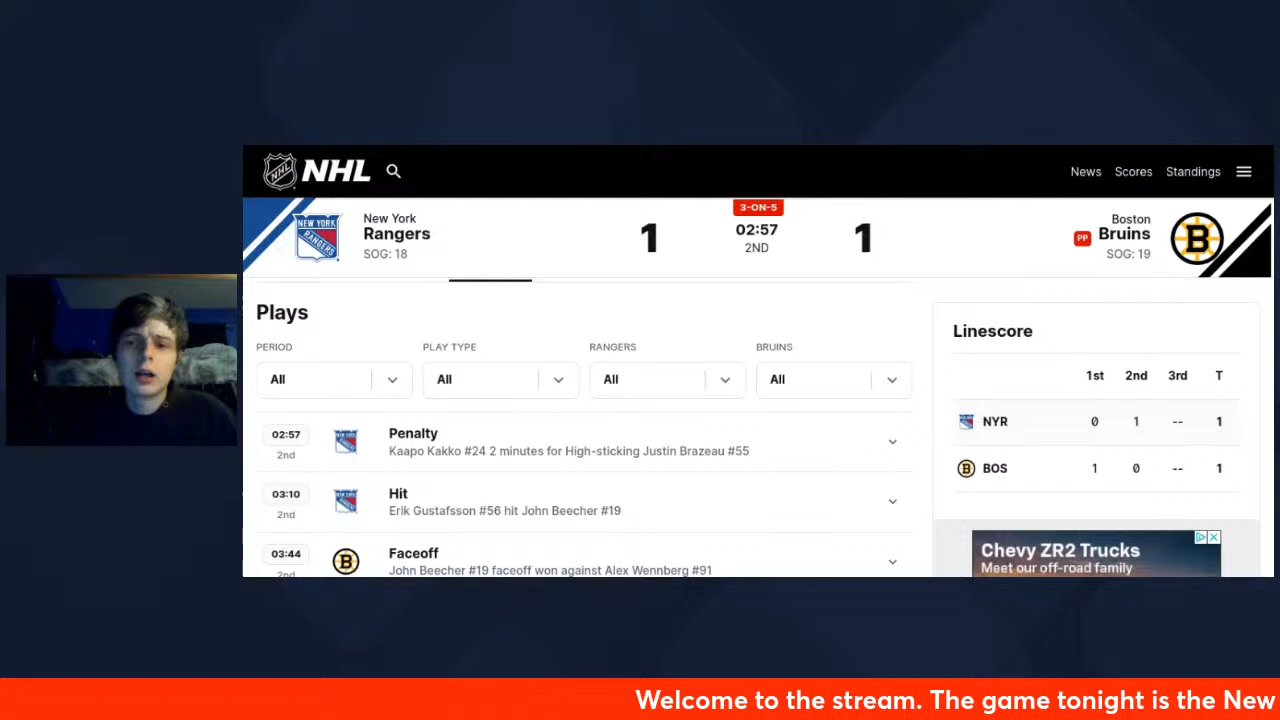 NHL
NHL
News Scores Standings
3-ON-5
NEW YORK
RANGERS
New York
Rangers
SOG: 18
1
02:57
2ND
1
Boston
PP Bruins
SOG: 19
B
Plays
PERIOD PLAY TYPE RANGERS BRUINS
All All All All
02:57
2nd
Penalty
Kaapo Kakko #24 2 minutes for High-sticking Justin Brazeau #55
03:10
2nd
Hit
Erik Gustafsson #56 hit John Beecher #19
03:44
2nd
B
Faceoff
John Beecher #19 faceoff won against Alex Wennberg #91
Linescore
1st 2nd 3rd T
NYR 0 1 -- 1
B BOS 1 0 -- 1
Chevy ZR2 Trucks
Meet our off-road family
Welcome to the stream. The game tonight is the New